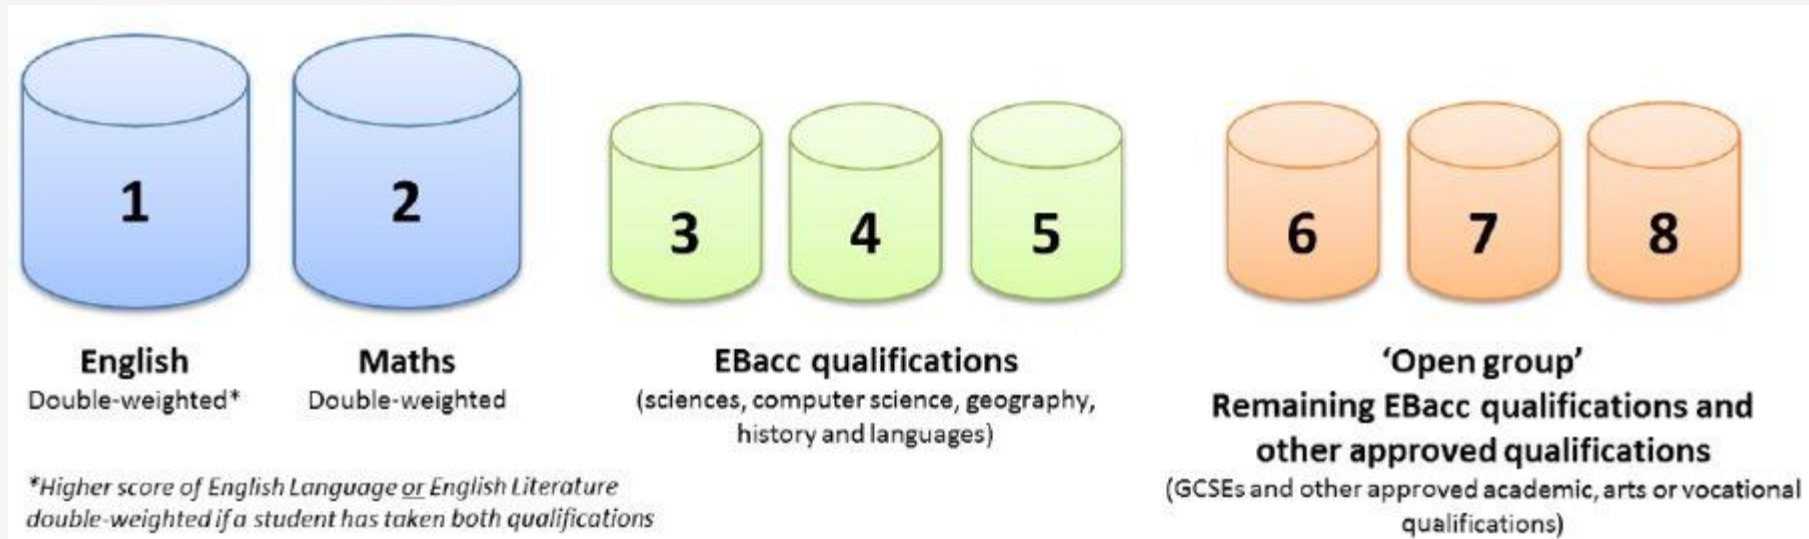 1
2
3
4
5
6
7
8
English
Double-weighted*
Maths
Double-weighted
EBacc qualifications
(sciences, computer science, geography,
history and languages)
‘Open group’
Remaining EBacc qualifications and
other approved qualifications
(GCSEs and other approved academic, arts or vocational
qualifications)
*Higher score of English Language or English Literature
double-weighted if a student has taken both qualifications